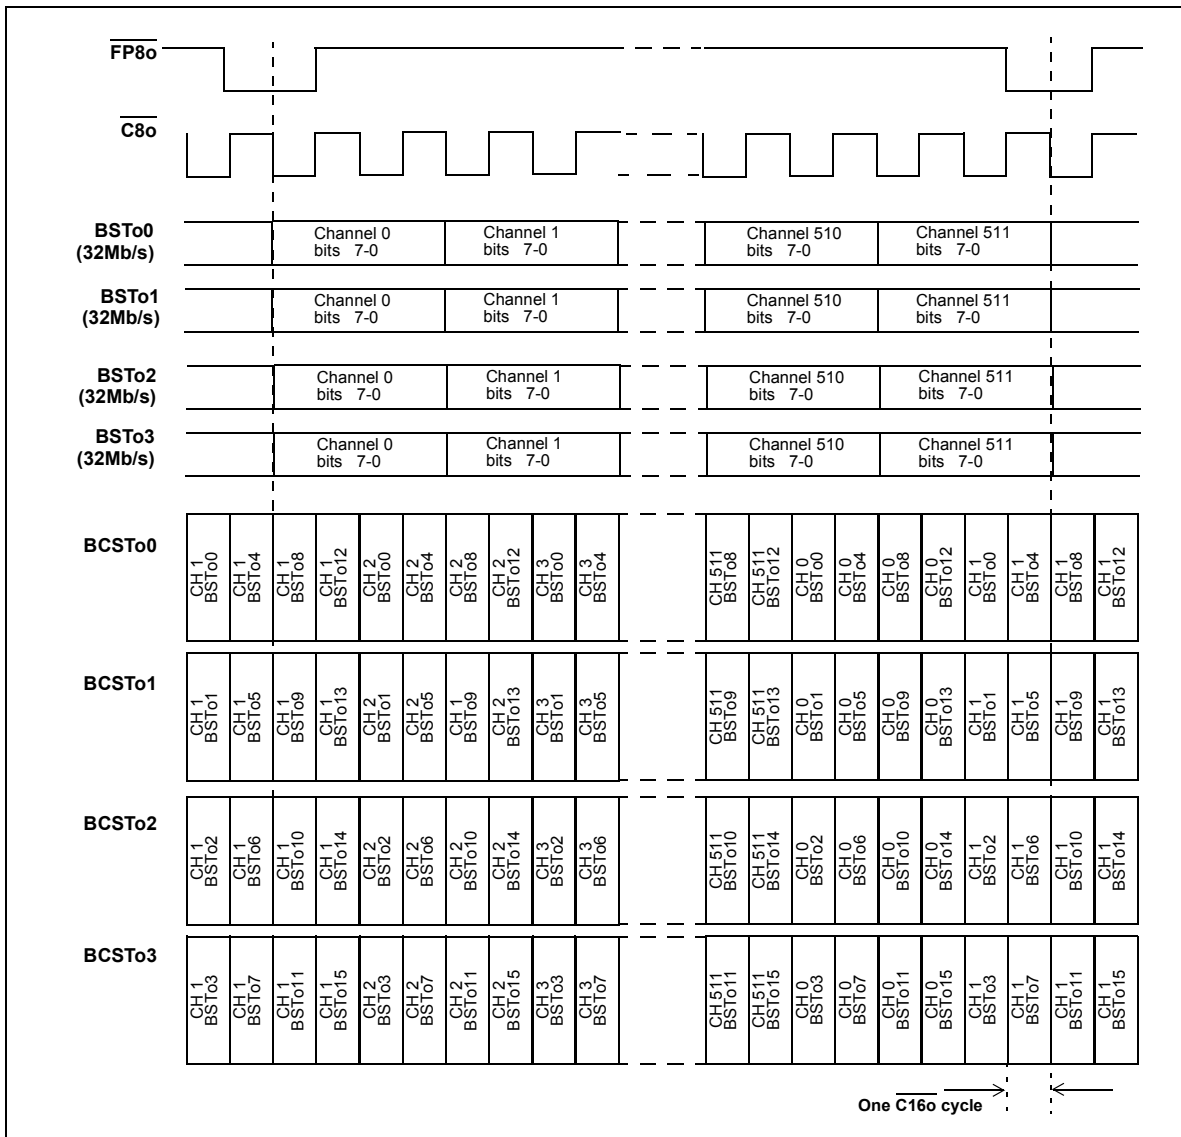 FP8o
C8o
BSTo0
(32Mb/s)
Channel 0
bits 7-0
Channel 1
bits 7-0
Channel 510
bits 7-0
Channel 511
bits 7-0
BSTo1
(32Mb/s)
Channel 0
bits 7-0
Channel 1
bits 7-0
Channel 510
bits 7-0
Channel 511
bits 7-0
BSTo2
(32Mb/s)
Channel 0
bits 7-0
Channel 1
bits 7-0
Channel 510
bits 7-0
Channel 511
bits 7-0
BSTo3
(32Mb/s)
Channel 0
bits 7-0
Channel 1
bits 7-0
Channel 510
bits 7-0
Channel 511
bits 7-0
BCSTo0
CH 1
BSTo0
CH 1
BSTo4
CH 1
BSTo8
CH 1
BSTo12
CH 2
BSTo0
CH 2
BSTo4
CH 2
BSTo8
CH 2
BSTo12
CH 3
BSTo0
CH 3
BSTo4
CH 511
BSTo8
CH 511
BSTo12
CH 0
BSTo0
CH 0
BSTo4
CH 0
BSTo8
CH 0
BSTo12
CH 1
BSTo0
CH 1
BSTo4
CH 1
BSTo8
CH 1
BSTo12
BCSTo1
CH 1
BSTo1
CH 1
BSTo5
CH 1
BSTo9
CH 1
BSTo13
CH 2
BSTo1
CH 2
BSTo5
CH 1
BSTo9
CH 2
BSTo13
CH 3
BSTo1
CH 3
BSTo5
CH 511
BSTo9
CH 511
BSTo13
CH 0
BSTo1
CH 0
BSTo5
CH 0
BSTo9
CH 0
BSTo13
CH 1
BSTo1
CH 1
BSTo5
CH 1
BSTo9
CH 1
BSTo13
BCSTo2
CH 1
BSTo2
CH 1
BSTo6
CH 1
BSTo10
CH 1
BSTo14
CH 2
BSTo2
CH 2
BSTo6
CH 2
BSTo10
CH 2
BSTo14
CH 3
BSTo2
CH 3
BSTo6
CH 511
BSTo10
CH 511
BSTo14
CH 0
BSTo2
CH 0
BSTo6
CH 0
BSTo10
CH 0
BSTo14
CH 1
BSTo2
CH 1
BSTo6
CH 1
BSTo10
CH 1
BSTo14
BCSTo3
CH 1
BSTo3
CH 1
BSTo7
CH 1
BSTo11
CH 1
BSTo15
CH 2
BSTo3
CH 2
BSTo7
CH 2
BSTo11
CH 2
BSTo15
CH 3
BSTo3
CH 3
BSTo7
CH 511
BSTo11
CH 511
BSTo15
CH 0
BSTo3
CH 0
BSTo7
CH 0
BSTo11
CH 0
BSTo15
CH 1
BSTo3
CH 1
BSTo7
CH 1
BSTo11
CH 1
BSTo15
One C16o cycle